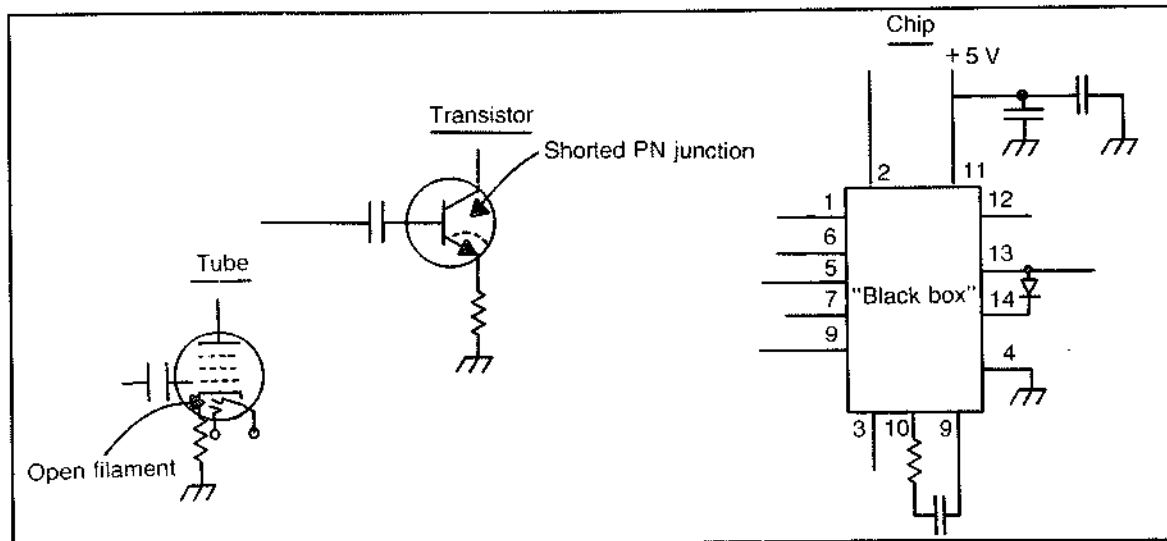 Chip
+ 5 V
Transistor
Shorted PN junction
2
11
1
12
6
Tube
5
13
7
"Black box"
14
9
4
Open filament
3
10
9